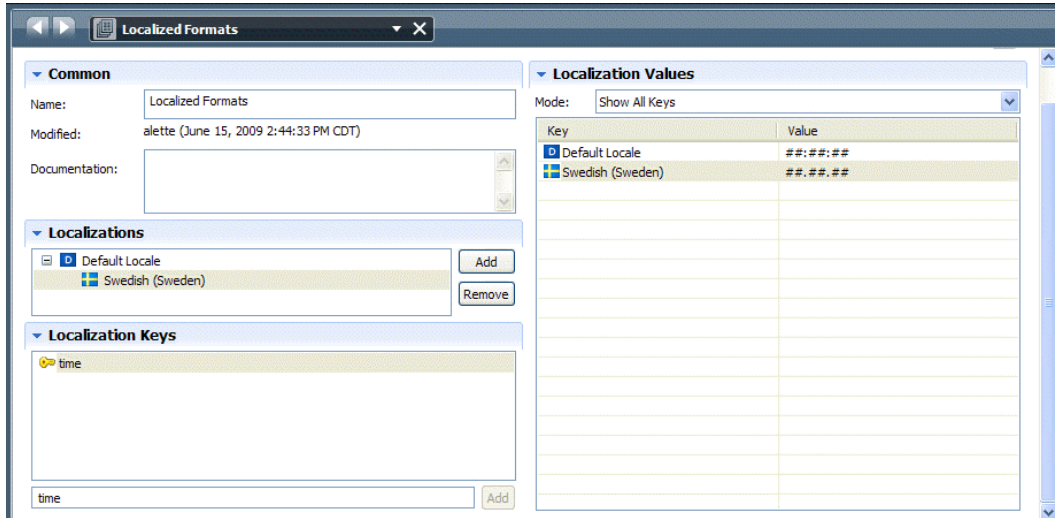 Localized Formats
Common
Name:
Localized Formats
Modified:
alette (June 15, 2009 2:44:33 PM CDT)
Documentation:
Localizations
D Default Locale
Swedish (Sweden)
Add
Remove
Localization Keys
time
time
Add
Localization Values
Mode:
Show All Keys
Key Value
D Default Locale ##:##:##
Swedish (Sweden) ##.##.##